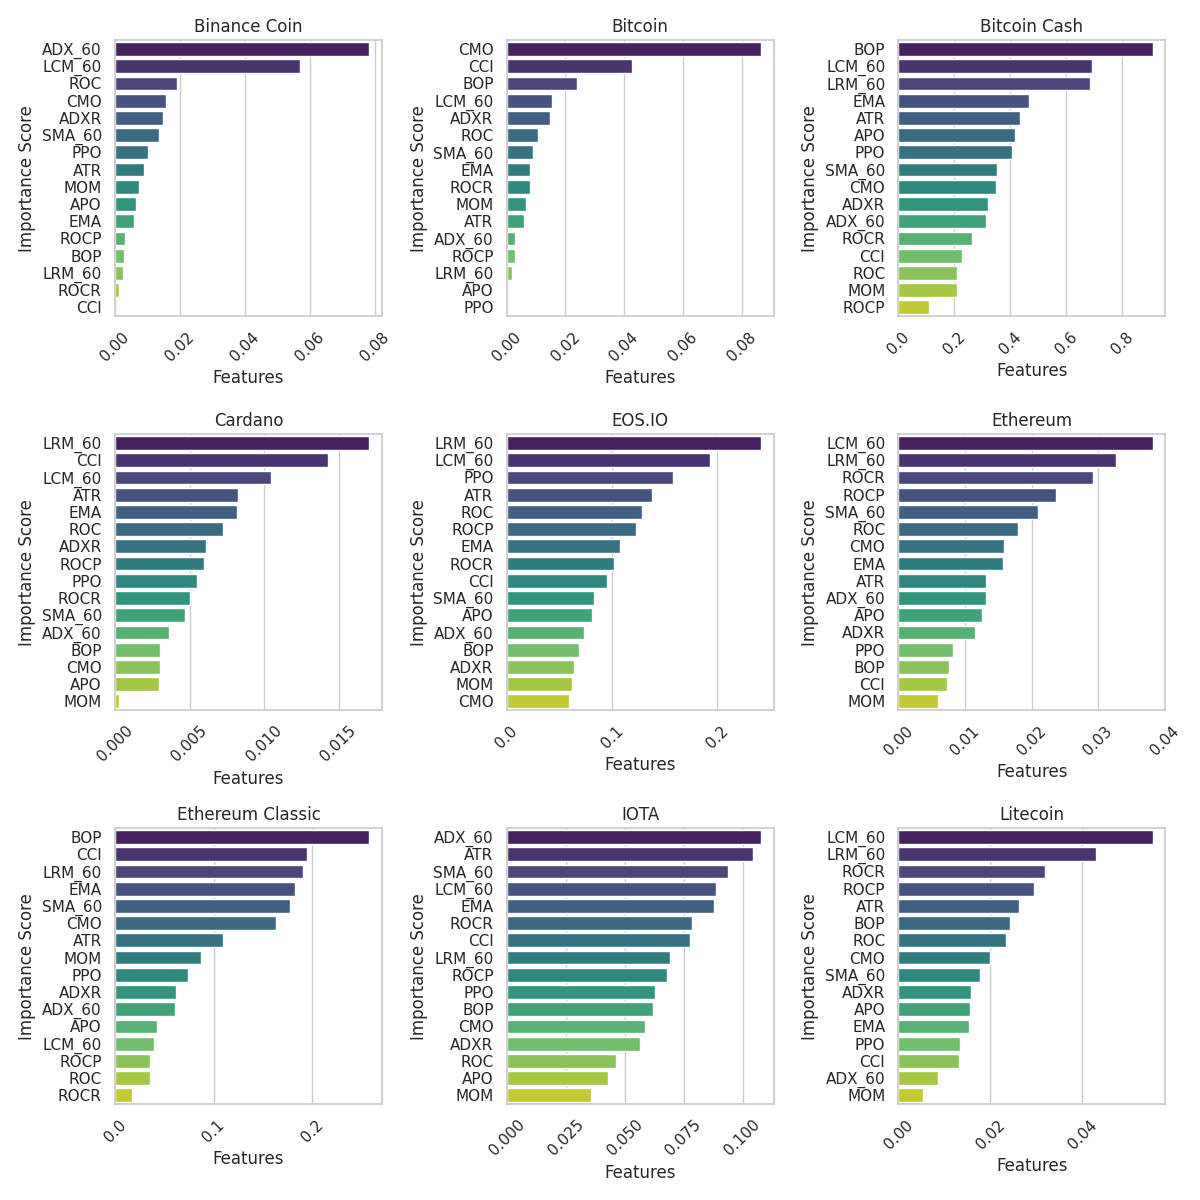 Binance Coin
Importance Score
ADX_60
LCM_60
ROC
CMO
ADXR
SMA_60
PPO
ATR
MOM
APO
EMA
ROCP
BOP
LRM_60
ROCR
CCI
0.00 0.02 0.04 0.06 0.08
Features
Bitcoin
Importance Score
CMO
CCI
BOP
LCM_60
ADXR
ROC
SMA_60
EMA
ROCR
MOM
ATR
ADX_60
ROCP
LRM_60
APO
PPO
0.00 0.02 0.04 0.06 0.08
Features
Bitcoin Cash
Importance Score
BOP
LCM_60
LRM_60
EMA
ATR
APO
PPO
SMA_60
CMO
ADXR
ADX_60
ROCR
CCI
ROC
MOM
ROCP
0.0 0.2 0.4 0.6 0.8
Features
Cardano
Importance Score
LRM_60
CCI
LCM_60
ATR
EMA
ROC
ADXR
ROCP
PPO
ROCR
SMA_60
ADX_60
BOP
CMO
APO
MOM
0.000 0.005 0.010 0.015
Features
EOS.IO
Importance Score
LRM_60
LCM_60
PPO
ATR
ROC
ROCP
EMA
ROCR
CCI
SMA_60
APO
ADX_60
BOP
ADXR
MOM
CMO
0.0 0.1 0.2
Features
Ethereum
Importance Score
LCM_60
LRM_60
ROCR
ROCP
SMA_60
ROC
CMO
EMA
ATR
ADX_60
APO
ADXR
PPO
BOP
CCI
MOM
0.00 0.01 0.02 0.03 0.04
Features
Ethereum Classic
Importance Score
BOP
CCI
LRM_60
EMA
SMA_60
CMO
ATR
MOM
PPO
ADXR
ADX_60
APO
LCM_60
ROCP
ROC
ROCR
0.0 0.1 0.2
Features
IOTA
Importance Score
ADX_60
ATR
SMA_60
LCM_60
EMA
ROCR
CCI
LRM_60
ROCP
PPO
BOP
CMO
ADXR
ROC
APO
MOM
0.000 0.025 0.050 0.075 0.100
Features
Litecoin
Importance Score
LCM_60
LRM_60
ROCR
ROCP
ATR
BOP
ROC
CMO
SMA_60
ADXR
APO
EMA
PPO
CCI
ADX_60
MOM
0.00 0.02 0.04
Features